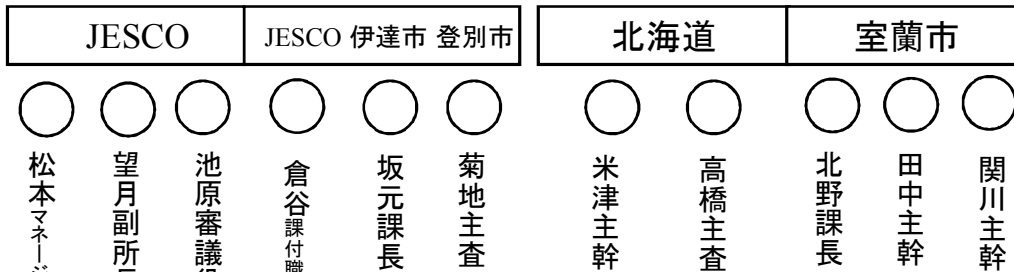 JESCO
JESCO 伊達市 登別市
北海道
室蘭市
松本マネージ
望月副所長
池原審議役
倉谷課付職
坂元課長
菊地主査
米津主幹
高橋主査
北野課長
田中主幹
関川主幹